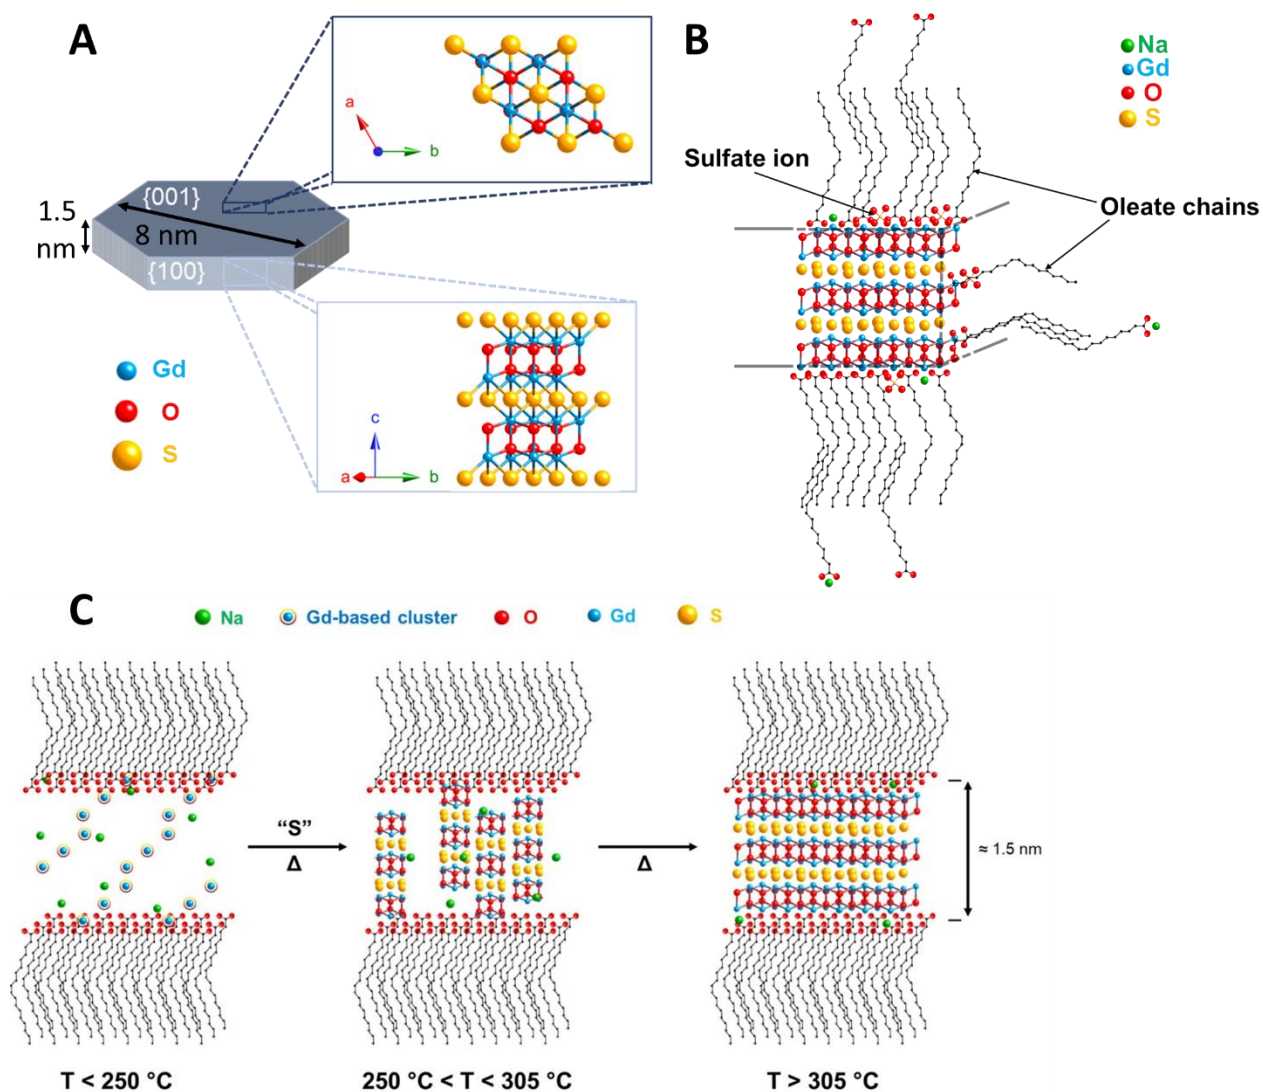 A
a
b
{001}
1.5
nm
8 nm
{100}
Gd
O
S
c
a
b
B
Na
Gd
O
S
Sulfate ion
Oleate chains
C
Na
Gd-based cluster
O
Gd
S
"S"
Δ
Δ
≈ 1.5 nm
T < 250 °C
250 °C < T < 305 °C
T > 305 °C